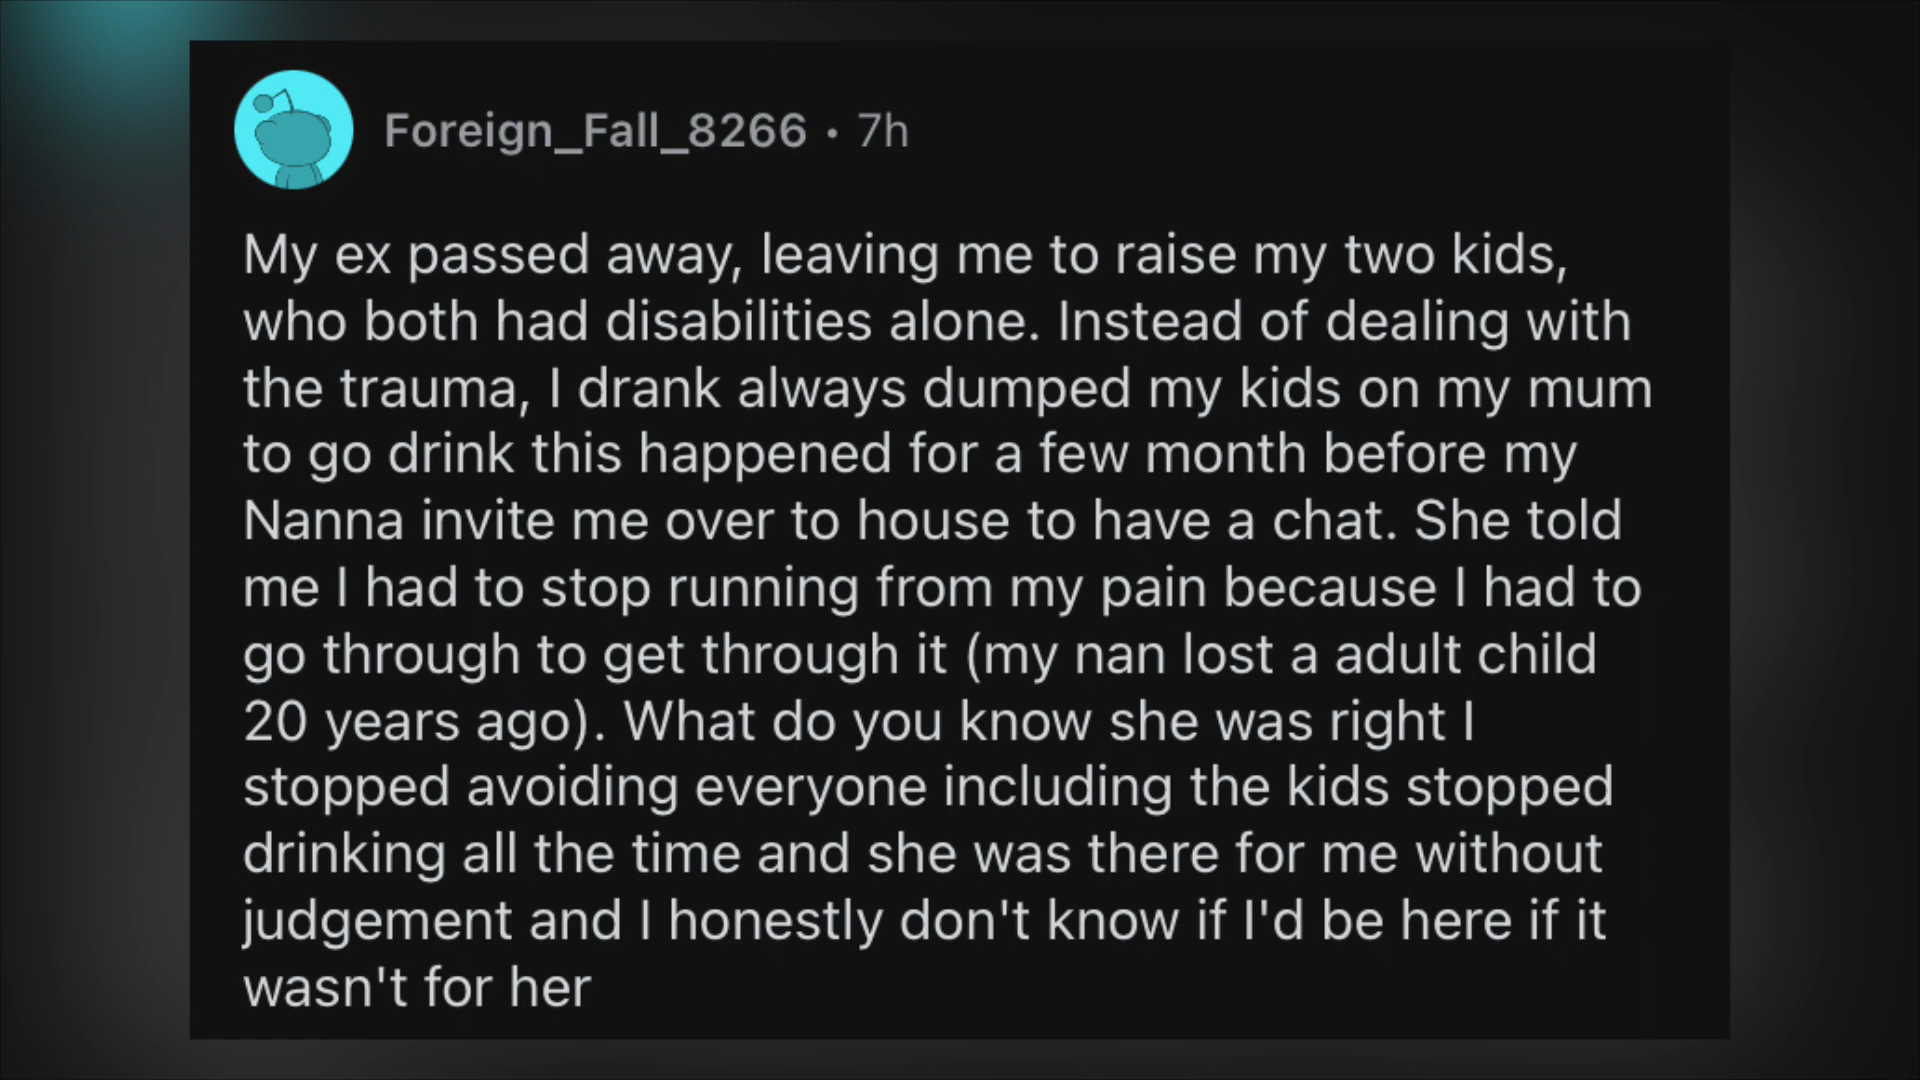 Foreign_Fall_8266 • 7h
My ex passed away, leaving me to raise my two kids,
who both had disabilities alone. Instead of dealing with
the trauma, I drank always dumped my kids on my mum
to go drink this happened for a few month before my
Nanna invite me over to house to have a chat. She told
me I had to stop running from my pain because I had to
go through to get through it (my nan lost a adult child
20 years ago). What do you know she was right I
stopped avoiding everyone including the kids stopped
drinking all the time and she was there for me without
judgement and I honestly don't know if I'd be here if it
wasn't for her